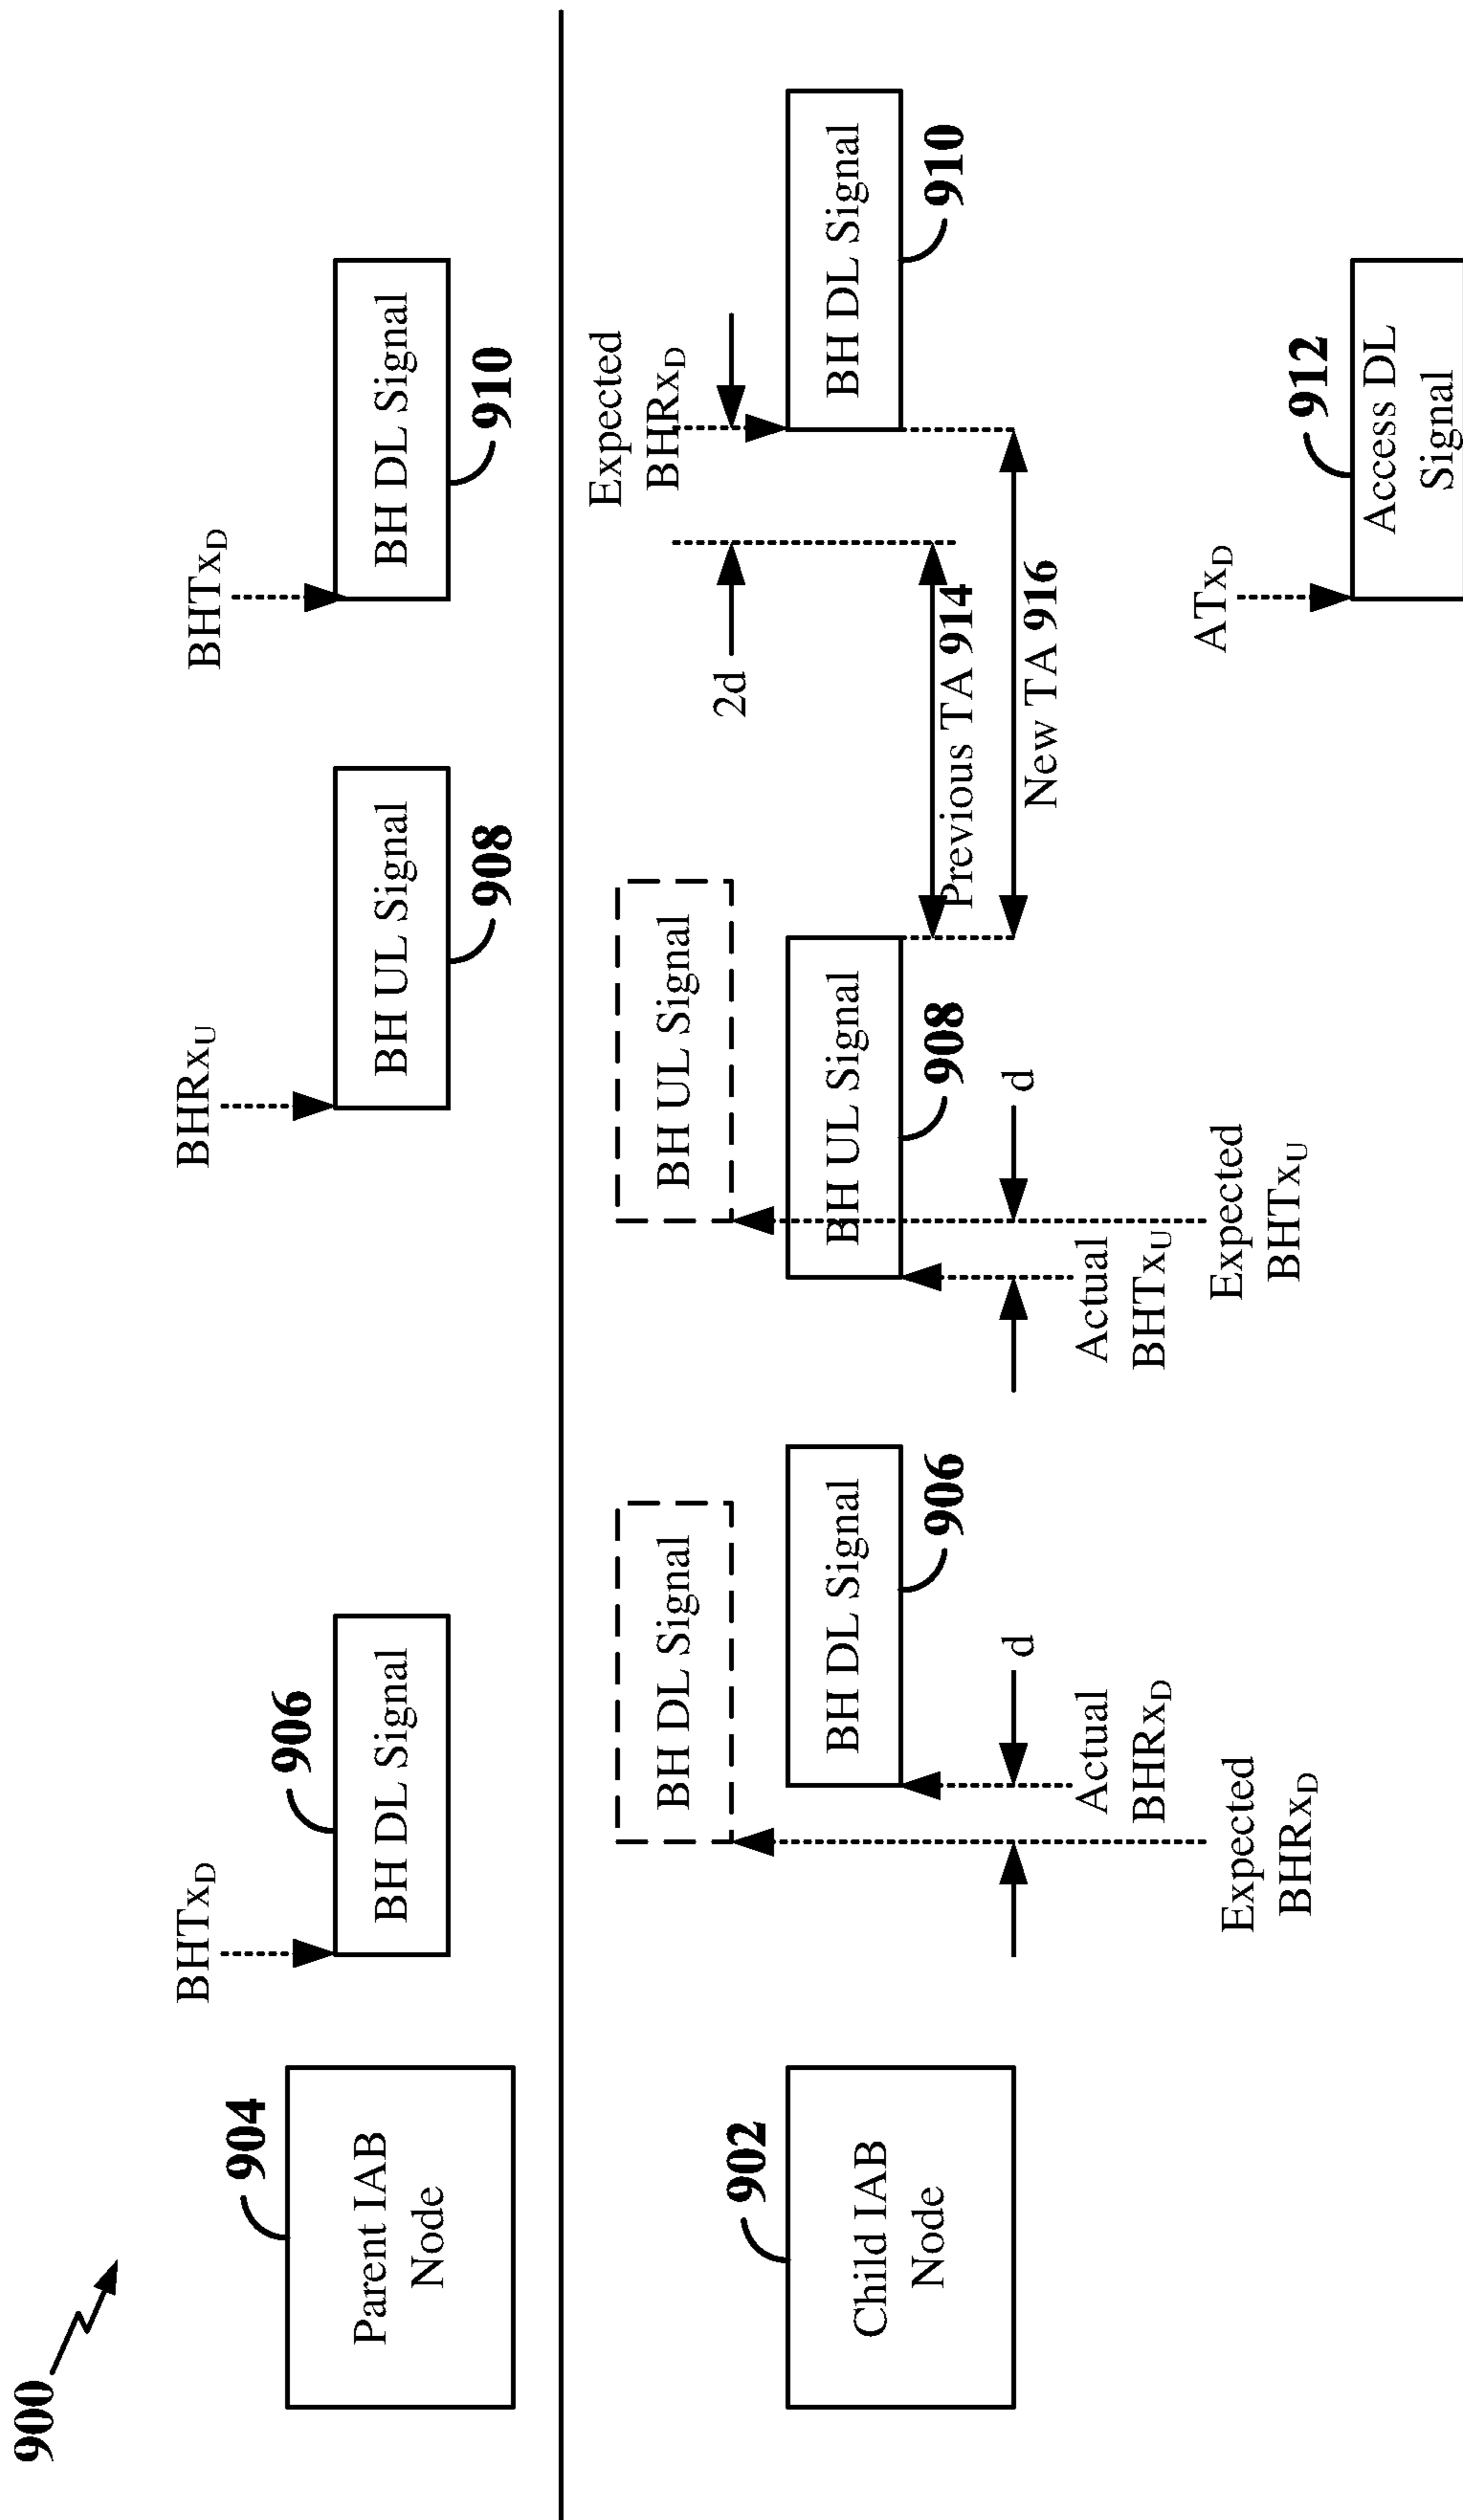 900
904
Parent IAB
Node
BHTxD
906
BH DL Signal
BHRxU
BH UL Signal
908
BHTxD
BH DL Signal
910
902
Child IAB
Node
BH DL Signal
BH DL Signal
906
d
Actual
BHRxD
Expected
BHRxD
BH UL Signal
BH UL Signal
908
d
Actual
BHTxU
Expected
BHTxU
2d
Expected
BHRxD
BH DL Signal
910
Previous TA 914
New TA 916
ATxD
912
Access DL
Signal